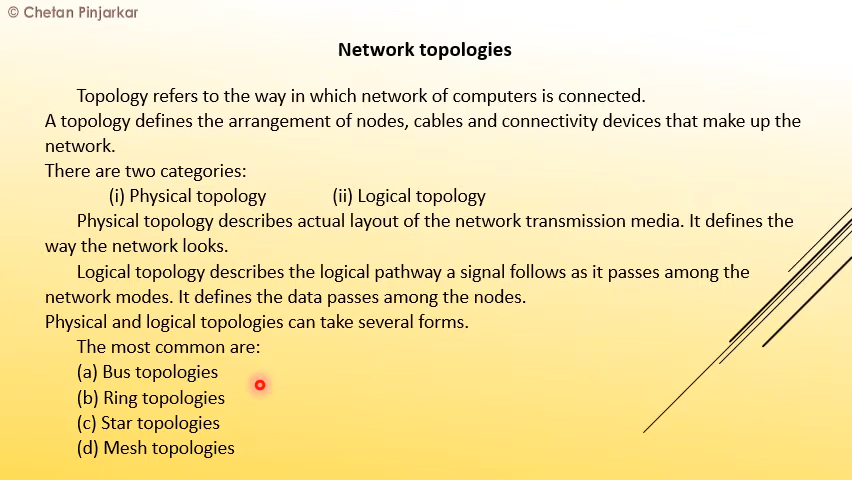 © Chetan Pinjarkar
Network topologies
Topology refers to the way in which network of computers is connected.
A topology defines the arrangement of nodes, cables and connectivity devices that make up the
network.
There are two categories:
(i) Physical topology (ii) Logical topology
Physical topology describes actual layout of the network transmission media. It defines the
way the network looks.
Logical topology describes the logical pathway a signal follows as it passes among the
network modes. It defines the data passes among the nodes.
Physical and logical topologies can take several forms.
The most common are:
(a) Bus topologies
(b) Ring topologies
(c) Star topologies
(d) Mesh topologies